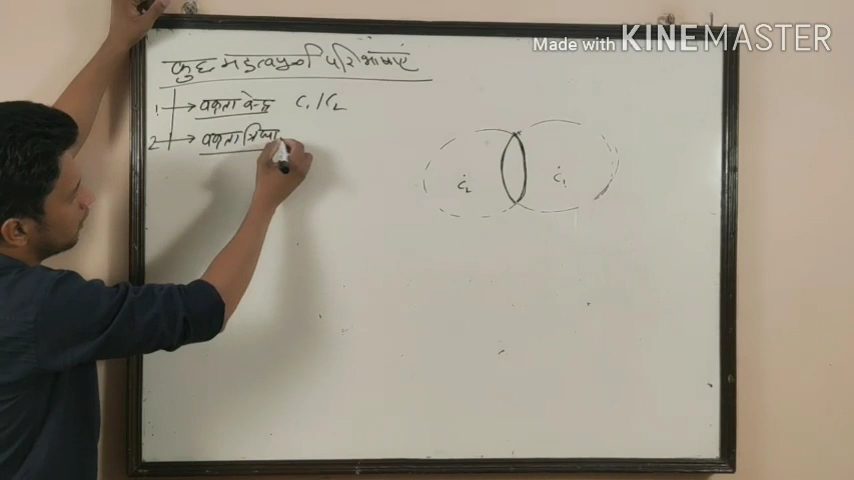 Made with KINEMASTER
कुछ महत्वपूर्ण परिभाषाएं
1 → वक्रता केन्द्र C₁/C₂
2 → वक्रता त्रिज्या
C₂ C₁